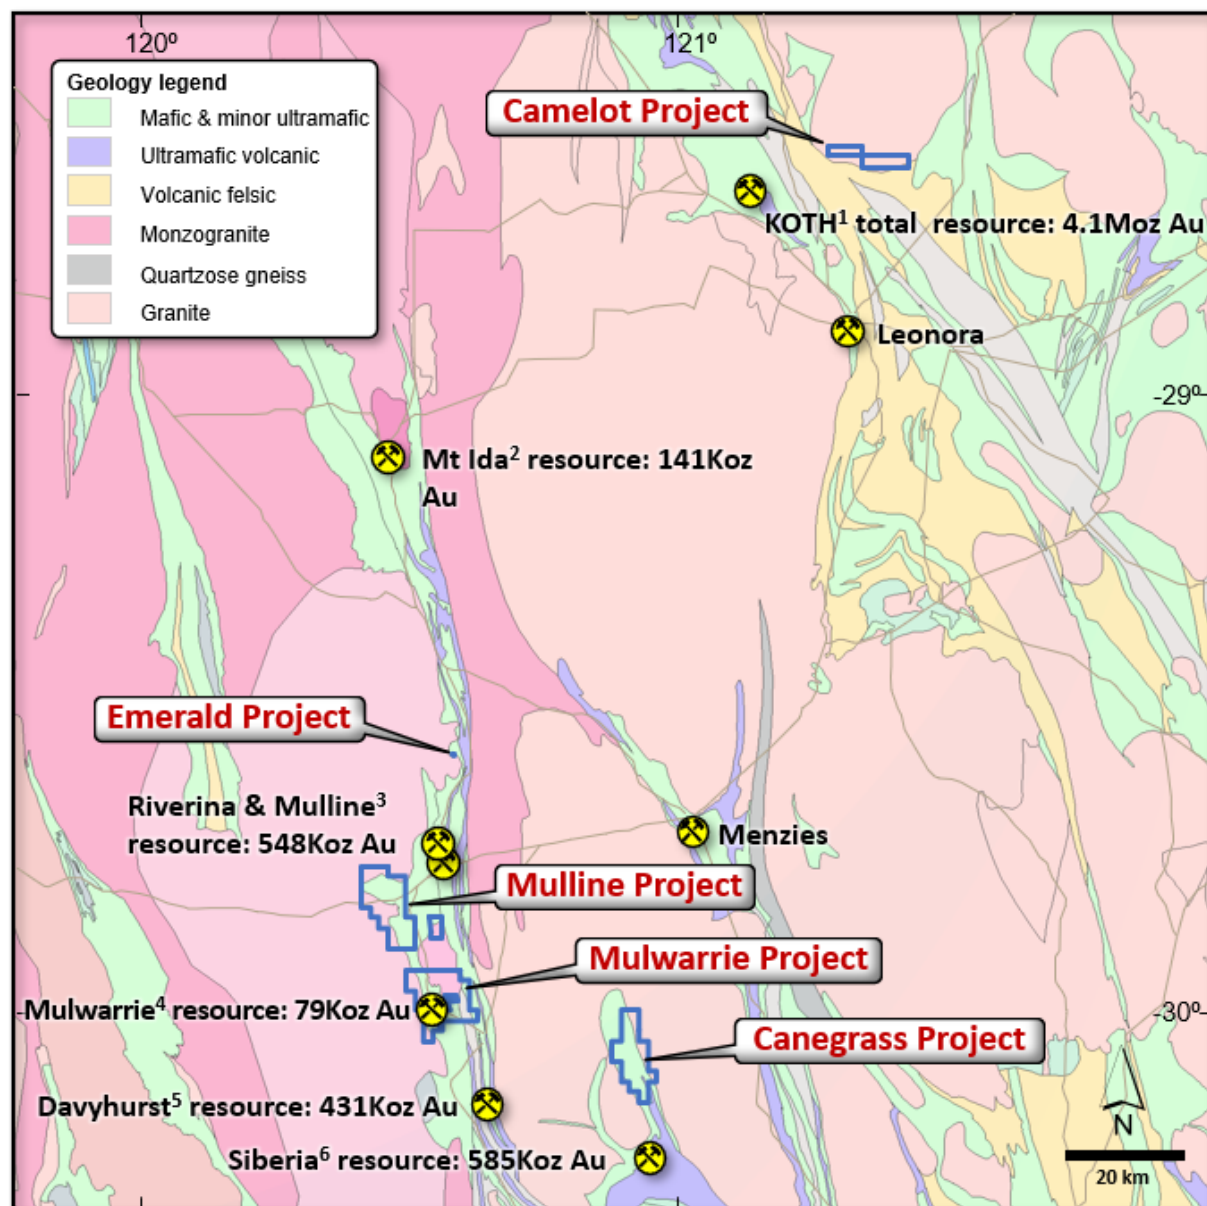 120º
121º
Geology legend
Mafic & minor ultramafic
Ultramafic volcanic
Volcanic felsic
Monzogranite
Quartzose gneiss
Granite
Camelot Project
KOTH¹ total resource: 4.1Moz Au
Leonora
-29º
Mt Ida² resource: 141Koz
Au
Emerald Project
Riverina & Mulline³
resource: 548Koz Au
Menzies
Mulline Project
Mulwarrie Project
Mulwarrie⁴ resource: 79Koz Au
-30º
Canegrass Project
Davyhurst⁵ resource: 431Koz Au
N
Siberia⁶ resource: 585Koz Au
20 km